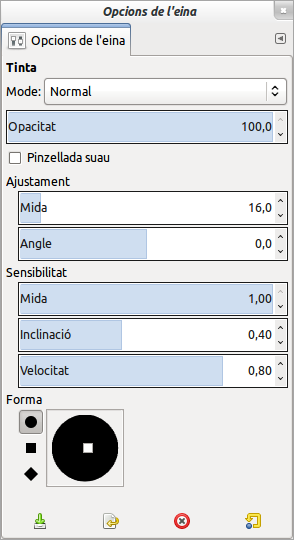 Opcions de l'eina
Opcions de l'eina
Tinta
Mode: Normal
Opacitat 100,0
Pinzellada suau
Ajustament
Mida 16,0
Angle 0,0
Sensibilitat
Mida 1,00
Inclinació 0,40
Velocitat 0,80
Forma